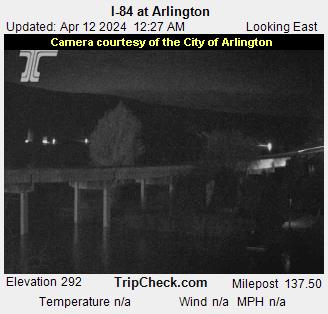 I-84 at Arlington
Updated: Apr 12 2024 12:27 AM Looking East
Camera courtesy of the City of Arlington
Elevation 292 TripCheck.com Milepost 137.50
Temperature n/a Wind n/a MPH n/a